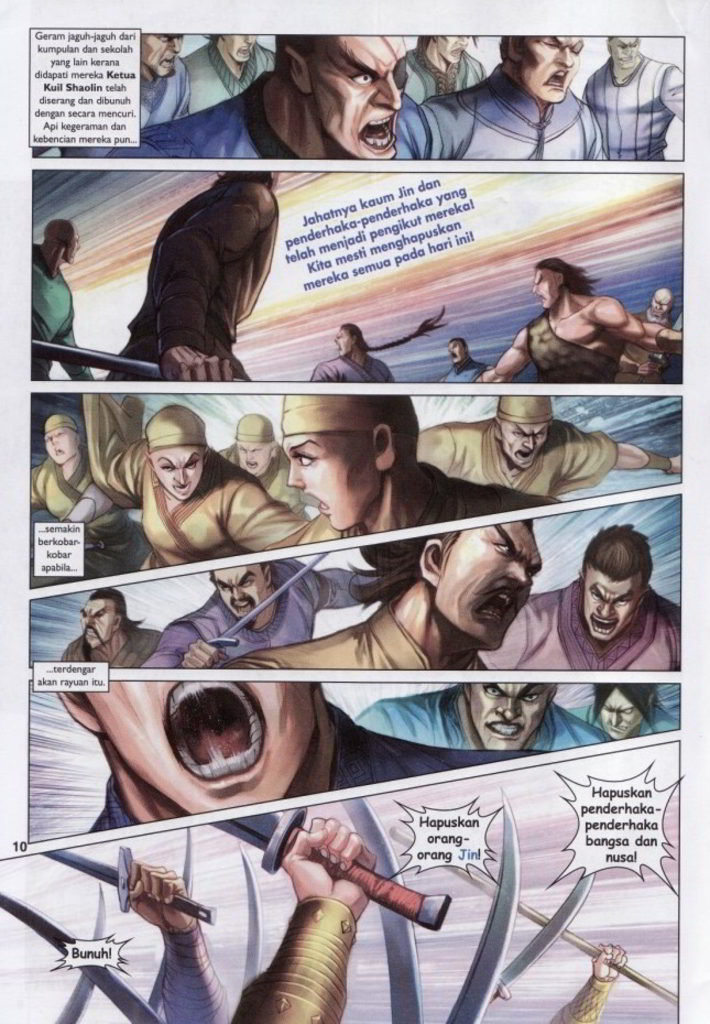 Geram jaguh-jaguh dari
kumpulan dan sekolah
yang lain kerana
didapati mereka Ketua
Kuil Shaolin telah
diserang dan dibunuh
dengan secara mencuri.
Api kegeraman dan
kebencian mereka pun...
Jahatnya kaum Jin dan
penderhaka-penderhaka yang
telah menjadi pengikut mereka!
Kita mesti menghapuskan
mereka semua pada hari ini!
...semakin
berkobar-
kobar
apabila...
...terdengar
akan rayuan itu.
10
Hapuskan
orang-
orang Jin!
Hapuskan
penderhaka-
penderhaka
bangsa dan
nusa!
Bunuh!